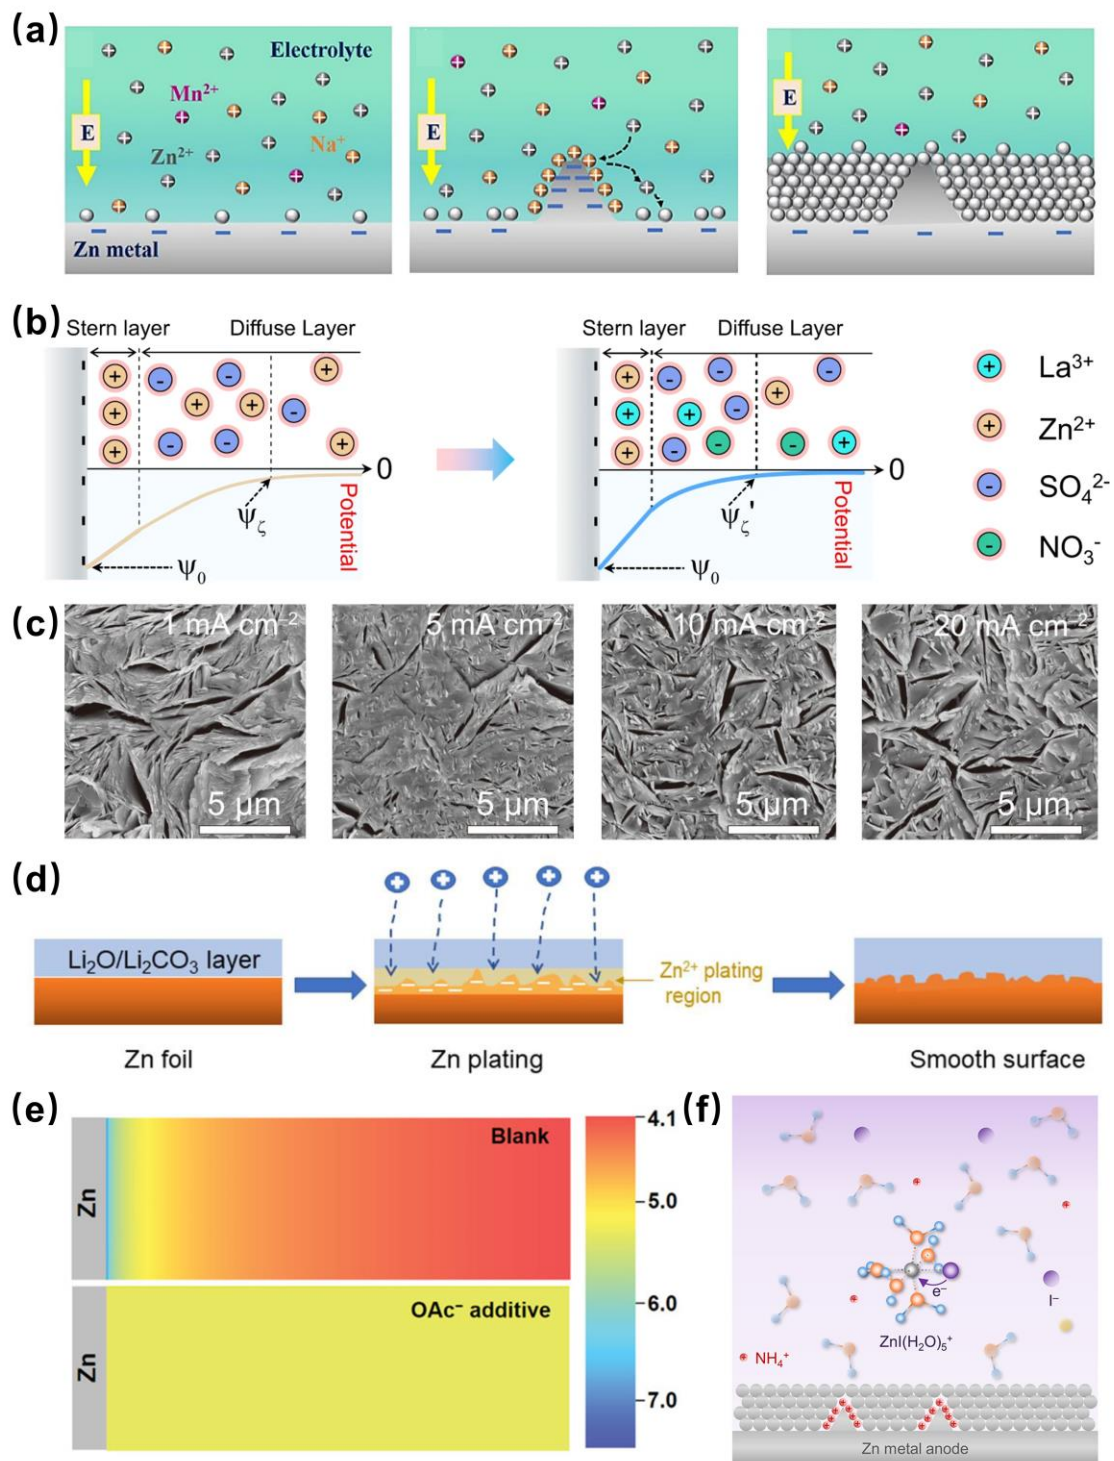 (a)
Electrolyte
Mn²⁺
E
Zn²⁺
Na⁺
Zn metal
E
E
(b)
Stern layer
Diffuse Layer
0
Potential
ψζ
ψ₀
Stern layer
Diffuse Layer
0
Potential
ψζ'
ψ₀
La³⁺
Zn²⁺
SO₄²⁻
NO₃⁻
(c)
1 mA cm⁻²
5 mA cm⁻²
10 mA cm⁻²
20 mA cm⁻²
5 μm
5 μm
5 μm
5 μm
(d)
Li₂O/Li₂CO₃ layer
Zn²⁺ plating
region
Zn foil
Zn plating
Smooth surface
(e)
Zn
Blank
Zn
OAc⁻ additive
4.1
5.0
6.0
7.0
(f)
e⁻
I⁻
ZnI(H₂O)₅⁺
NH₄⁺
Zn metal anode